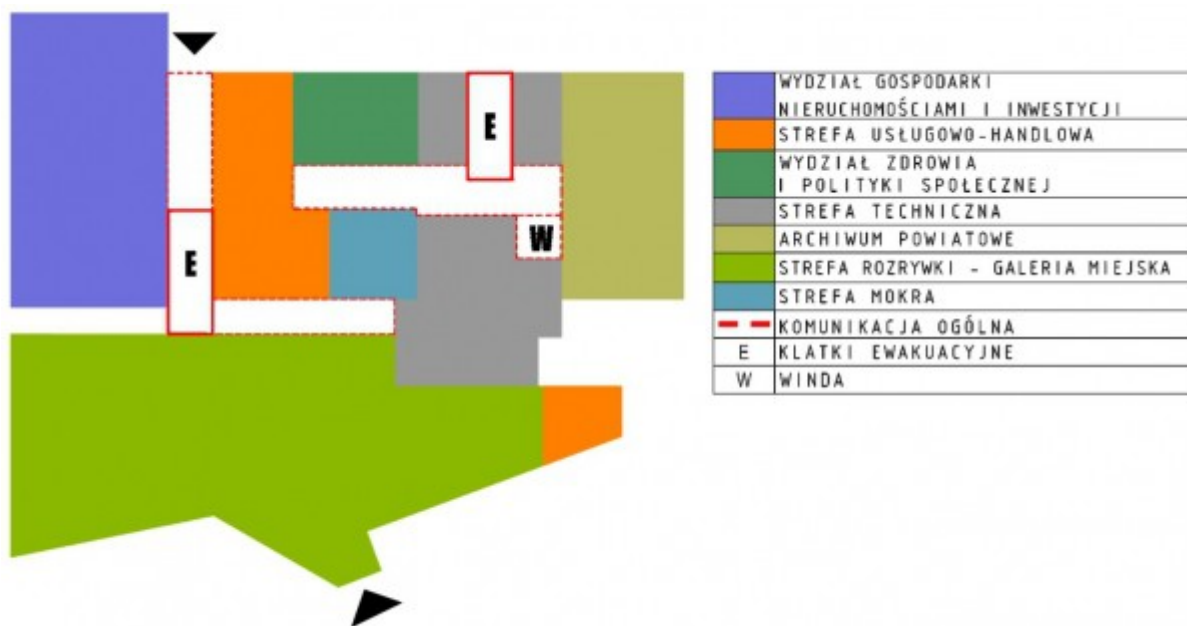 E
E
W
WYDZIAŁ GOSPODARKI
NIERUCHOMOŚCIAMI I INWESTYCJI
STREFA USŁUGOWO-HANDLOWA
WYDZIAŁ ZDROWIA
I POLITYKI SPOŁECZNEJ
STREFA TECHNICZNA
ARCHIWUM POWIATOWE
STREFA ROZRYWKI - GALERIA MIEJSKA
STREFA MOKRA
KOMUNIKACJA OGÓLNA
E KLATKI EWAKUACYJNE
W WINDA